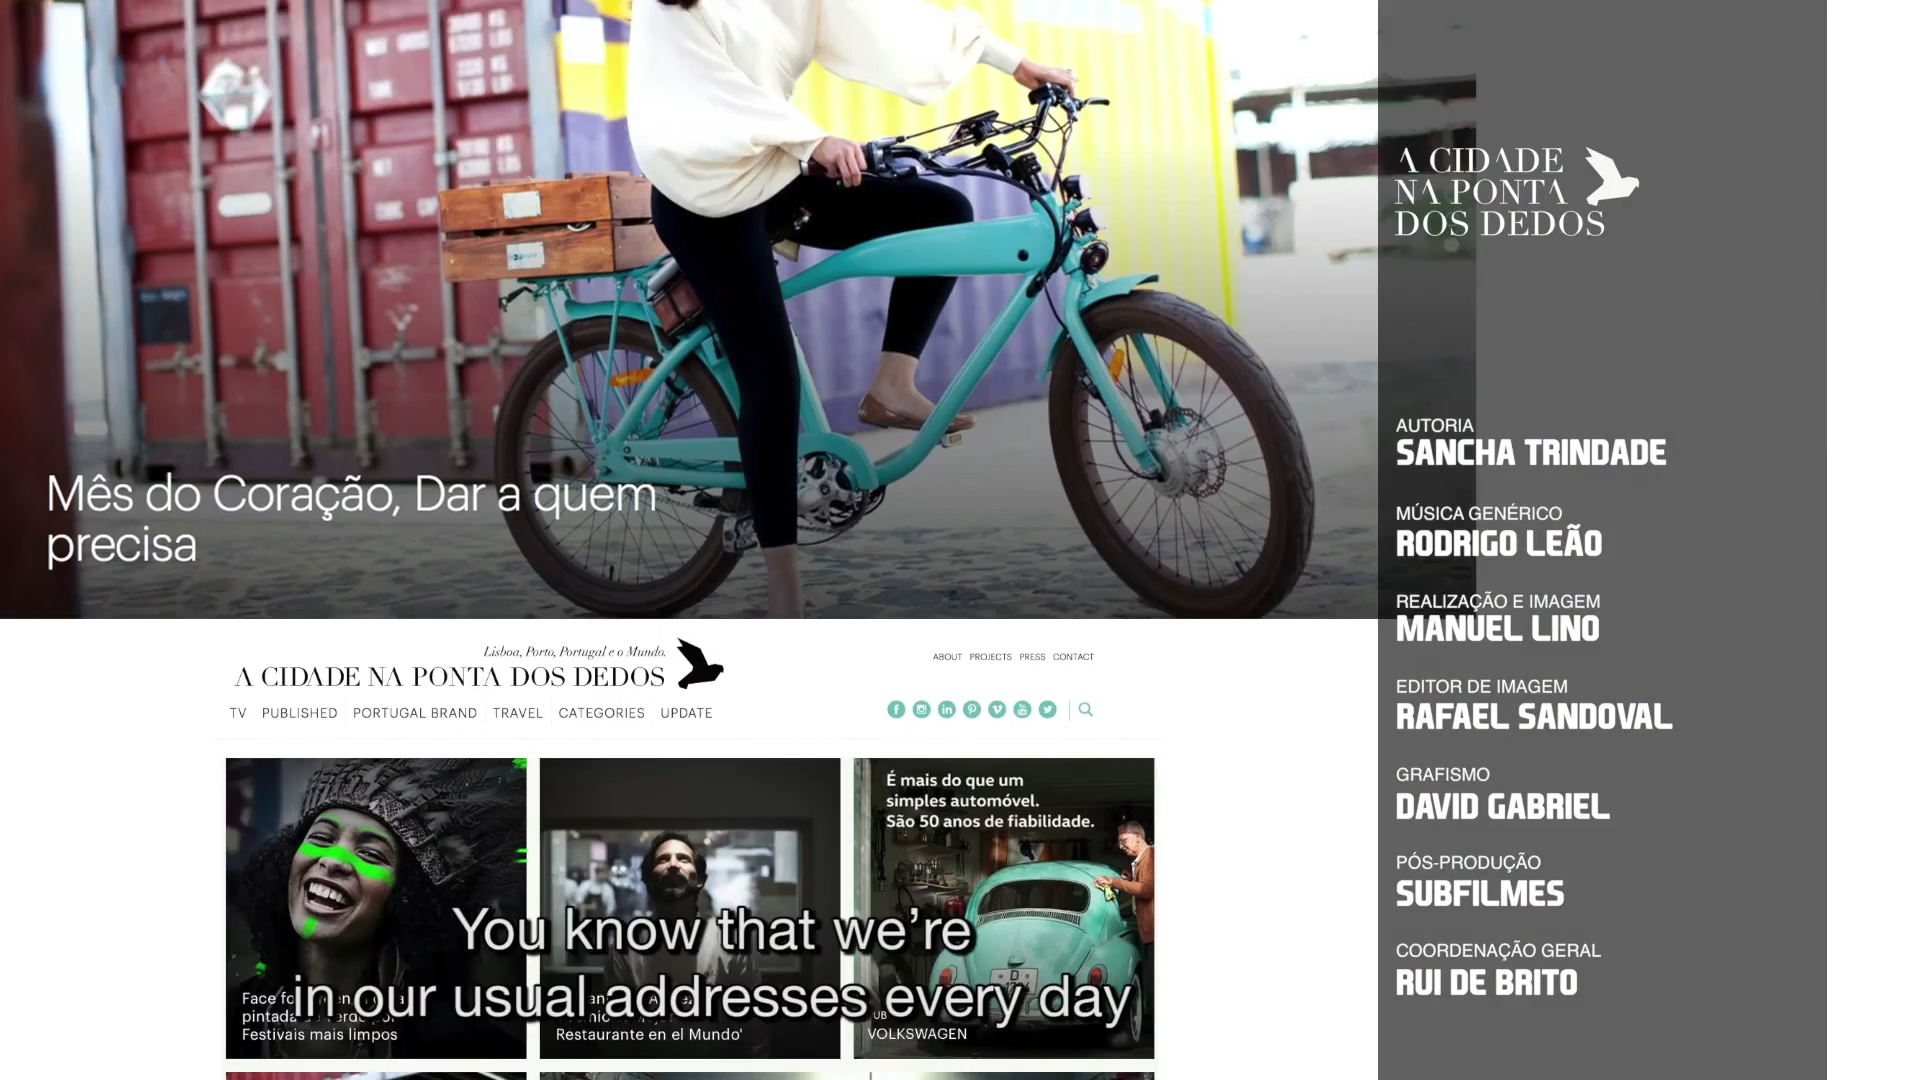 Mês do Coração, Dar a quem
precisa
Lisboa, Porto, Portugal e o Mundo.
A CIDADE NA PONTA DOS DEDOS
ABOUT PROJECTS PRESS CONTACT
TV PUBLISHED PORTUGAL BRAND TRAVEL CATEGORIES UPDATE
É mais do que um
simples automóvel.
São 50 anos de fiabilidade.
You know that we're
in our usual addresses every day
Face
pintada
Festivais mais limpos
Restaurante en el Mundo'
VOLKSWAGEN
A CIDADE
NA PONTA
DOS DEDOS
AUTORIA
SANCHA TRINDADE
MÚSICA GENÉRICO
RODRIGO LEÃO
REALIZAÇÃO E IMAGEM
MANUEL LINO
EDITOR DE IMAGEM
RAFAEL SANDOVAL
GRAFISMO
DAVID GABRIEL
PÓS-PRODUÇÃO
SUBFILMES
COORDENAÇÃO GERAL
RUI DE BRITO